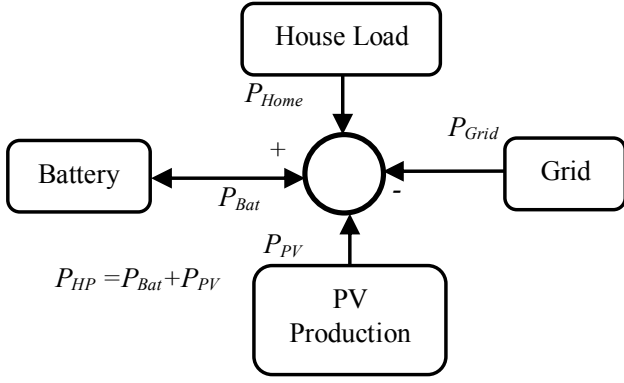 House Load
P_Home
P_Grid
+
Battery
Grid
-
P_Bat
P_PV
P_HP =P_Bat+P_PV
PV
Production